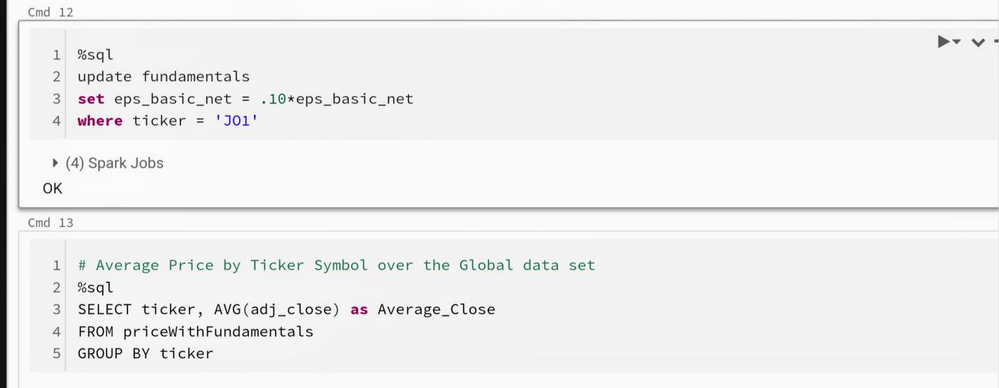 Cmd 12
1 %sql
2 update fundamentals
3 set eps_basic_net = .10*eps_basic_net
4 where ticker = 'JO1'
(4) Spark Jobs
OK
Cmd 13
1 # Average Price by Ticker Symbol over the Global data set
2 %sql
3 SELECT ticker, AVG(adj_close) as Average_Close
4 FROM priceWithFundamentals
5 GROUP BY ticker